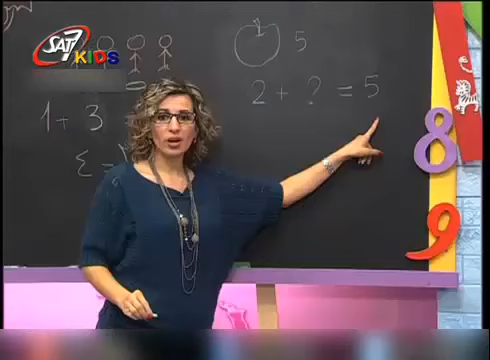 SAT7
KIDS
5
2 + ? = 5
1 + 3
8
9